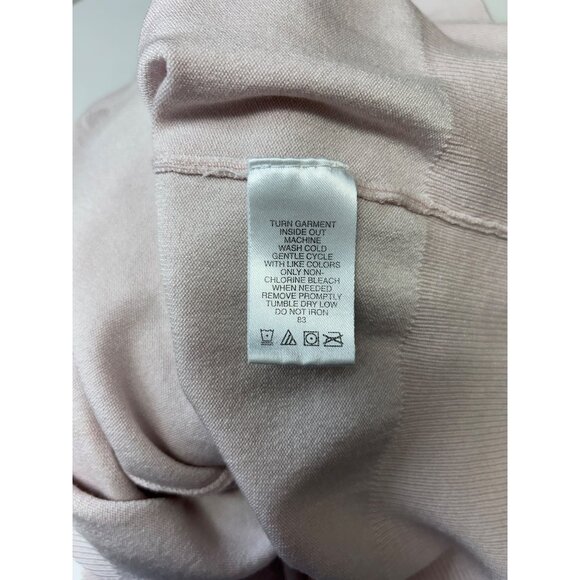 TURN GARMENT
INSIDE OUT
MACHINE
WASH COLD
GENTLE CYCLE
WITH LIKE COLORS
ONLY NON-
CHLORINE BLEACH
WHEN NEEDED
REMOVE PROMPTLY
TUMBLE DRY LOW
DO NOT IRON
83